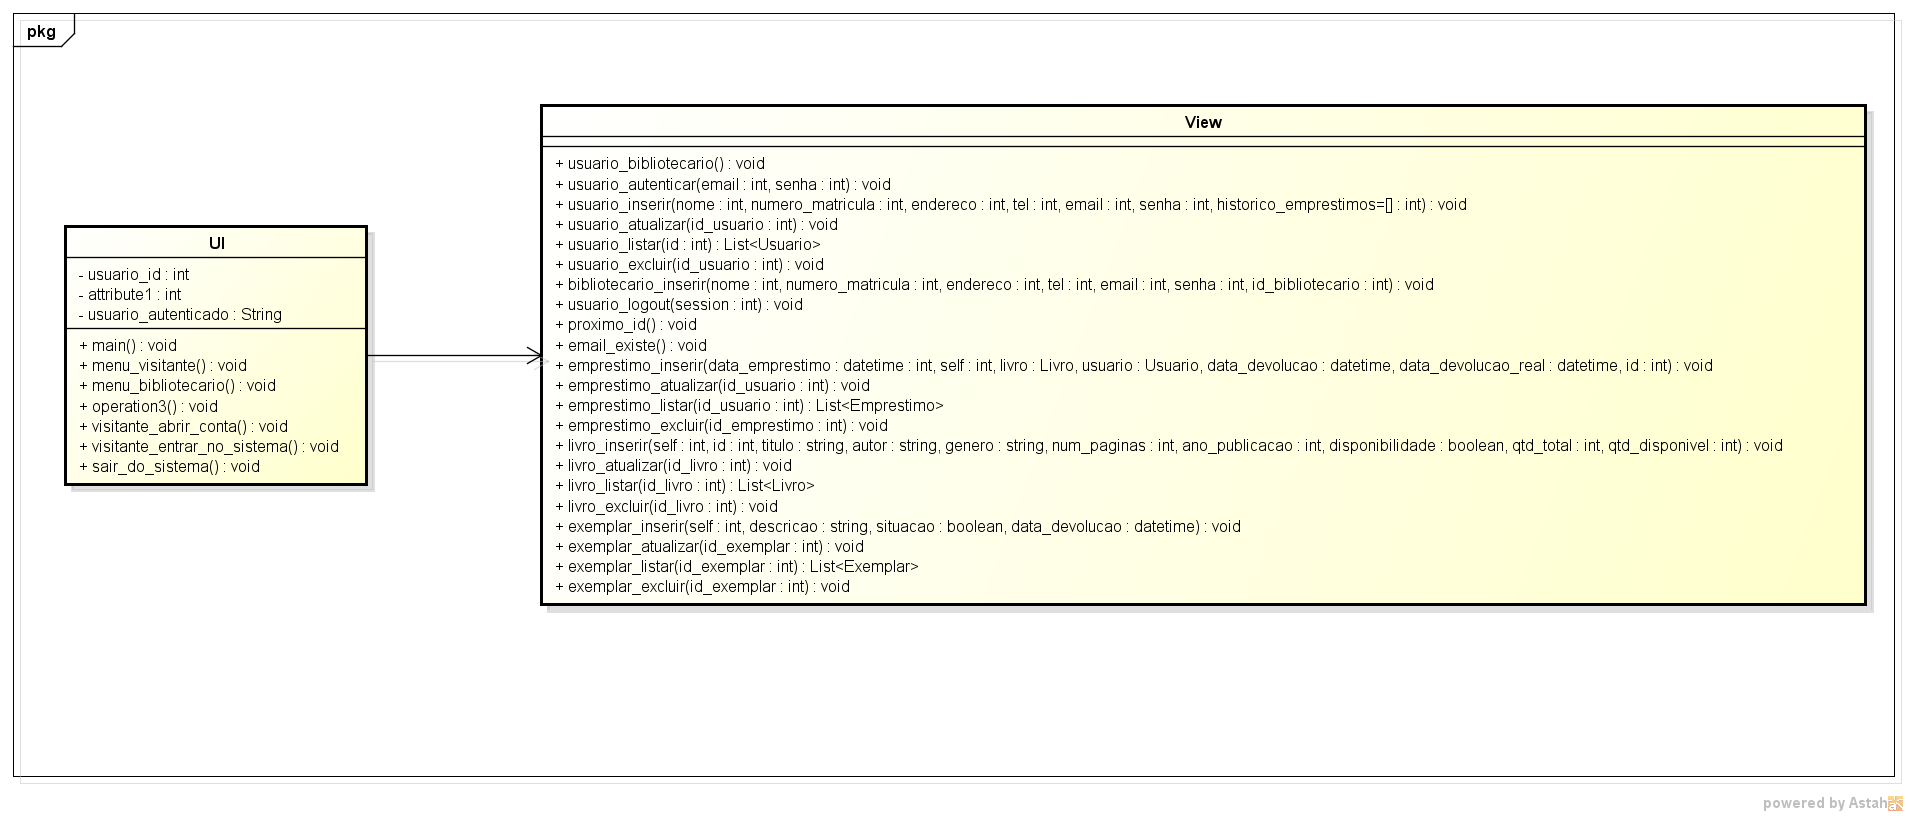 pkg
UI
- usuario_id : int
- attribute1 : int
- usuario_autenticado : String
+ main() : void
+ menu_visitante() : void
+ menu_bibliotecario() : void
+ operation3() : void
+ visitante_abrir_conta() : void
+ visitante_entrar_no_sistema() : void
+ sair_do_sistema() : void
View
+ usuario_bibliotecario() : void
+ usuario_autenticar(email : int, senha : int) : void
+ usuario_inserir(nome : int, numero_matricula : int, endereco : int, tel : int, email : int, senha : int, historico_emprestimos=[] : int) : void
+ usuario_atualizar(id_usuario : int) : void
+ usuario_listar(id : int) : List<Usuario>
+ usuario_excluir(id_usuario : int) : void
+ bibliotecario_inserir(nome : int, numero_matricula : int, endereco : int, tel : int, email : int, senha : int, id_bibliotecario : int) : void
+ usuario_logout(session : int) : void
+ proximo_id() : void
+ email_existe() : void
+ emprestimo_inserir(data_emprestimo : datetime : int, self : int, livro : Livro, usuario : Usuario, data_devolucao : datetime, data_devolucao_real : datetime, id : int) : void
+ emprestimo_atualizar(id_usuario : int) : void
+ emprestimo_listar(id_usuario : int) : List<Emprestimo>
+ emprestimo_excluir(id_emprestimo : int) : void
+ livro_inserir(self : int, id : int, titulo : string, autor : string, genero : string, num_paginas : int, ano_publicacao : int, disponibilidade : boolean, qtd_total : int, qtd_disponivel : int) : void
+ livro_atualizar(id_livro : int) : void
+ livro_listar(id_livro : int) : List<Livro>
+ livro_excluir(id_livro : int) : void
+ exemplar_inserir(self : int, descricao : string, situacao : boolean, data_devolucao : datetime) : void
+ exemplar_atualizar(id_exemplar : int) : void
+ exemplar_listar(id_exemplar : int) : List<Exemplar>
+ exemplar_excluir(id_exemplar : int) : void
powered by Astah